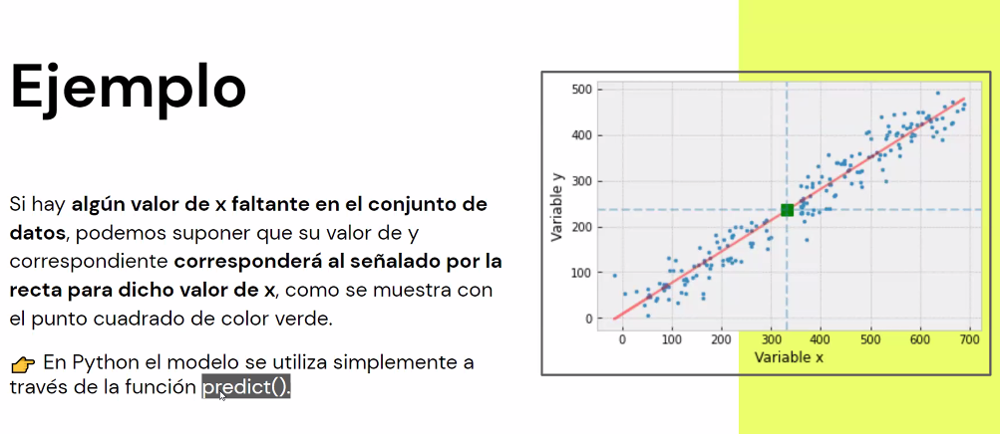 Ejemplo
Si hay algún valor de x faltante en el conjunto de
datos, podemos suponer que su valor de y
correspondiente corresponderá al señalado por la
recta para dicho valor de x, como se muestra con
el punto cuadrado de color verde.
👉 En Python el modelo se utiliza simplemente a
través de la función predict().
500
400
300
200
100
0
Variable y
0 100 200 300 400 500 600 700
Variable x